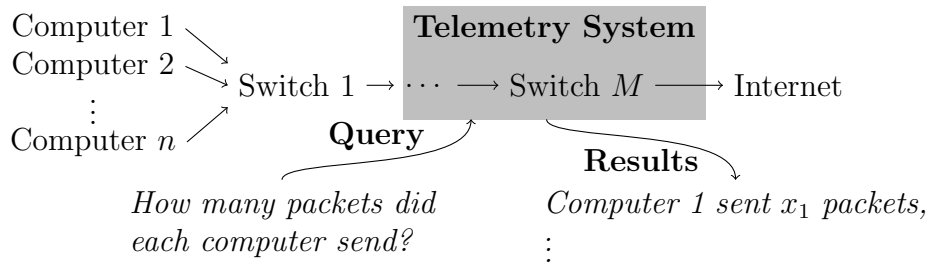 Computer 1
Computer 2
⋮
Computer n
Switch 1
Telemetry System
⋯
Switch M
Internet
Query
Results
How many packets did
each computer send?
Computer 1 sent x₁ packets,
⋮